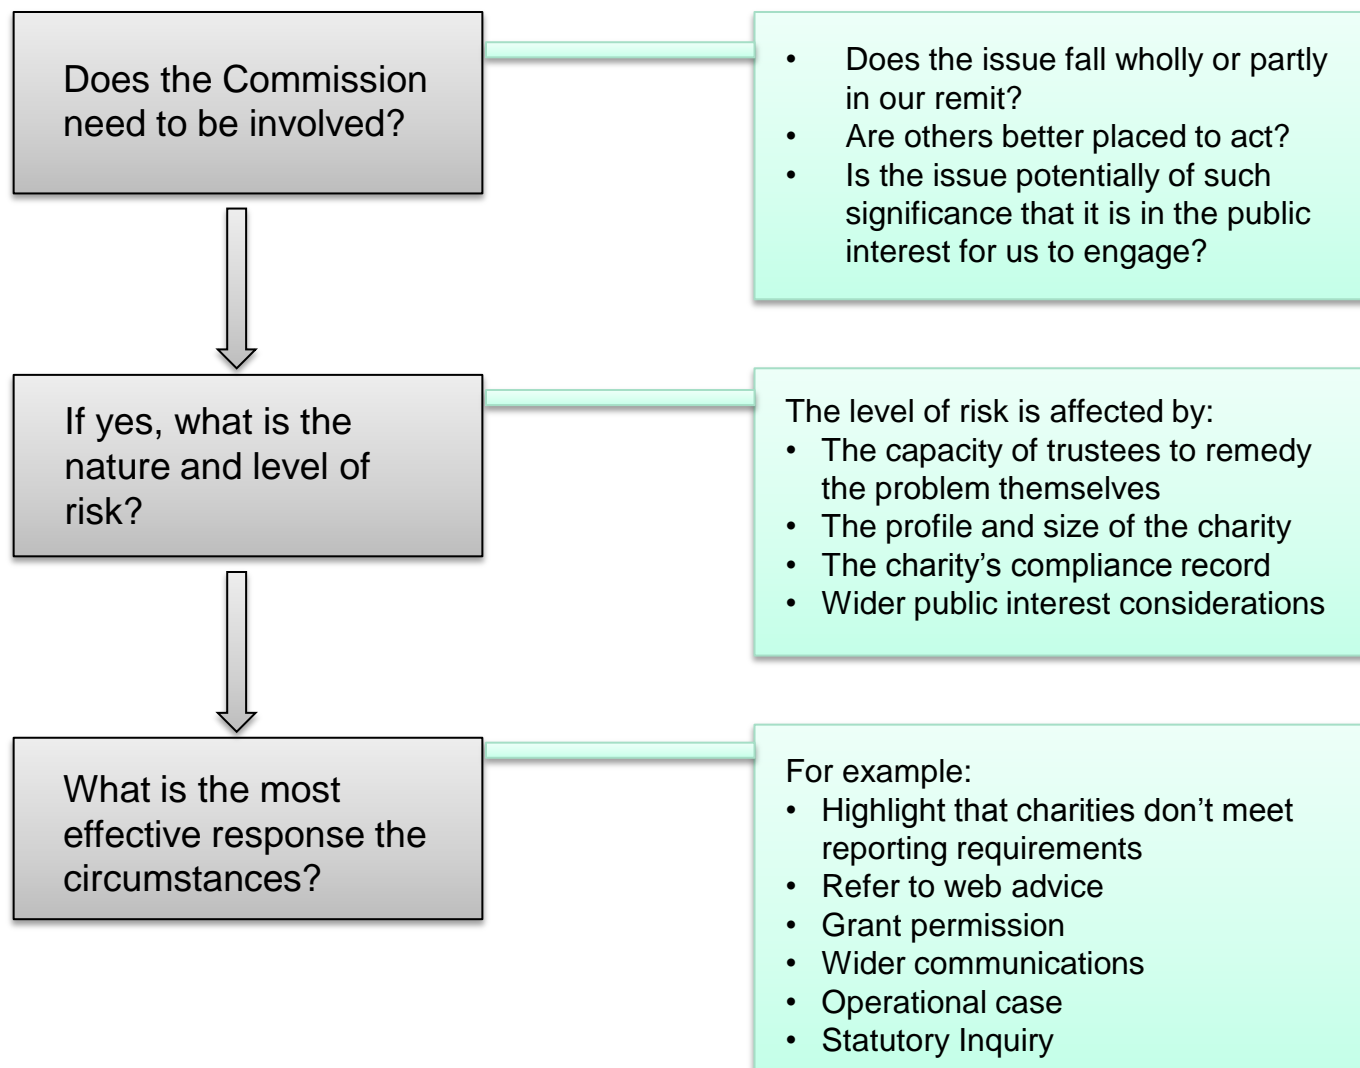 Does the Commission
need to be involved?
• Does the issue fall wholly or partly
in our remit?
• Are others better placed to act?
• Is the issue potentially of such
significance that it is in the public
interest for us to engage?
If yes, what is the
nature and level of
risk?
The level of risk is affected by:
• The capacity of trustees to remedy
the problem themselves
• The profile and size of the charity
• The charity’s compliance record
• Wider public interest considerations
What is the most
effective response the
circumstances?
For example:
• Highlight that charities don’t meet
reporting requirements
• Refer to web advice
• Grant permission
• Wider communications
• Operational case
• Statutory Inquiry